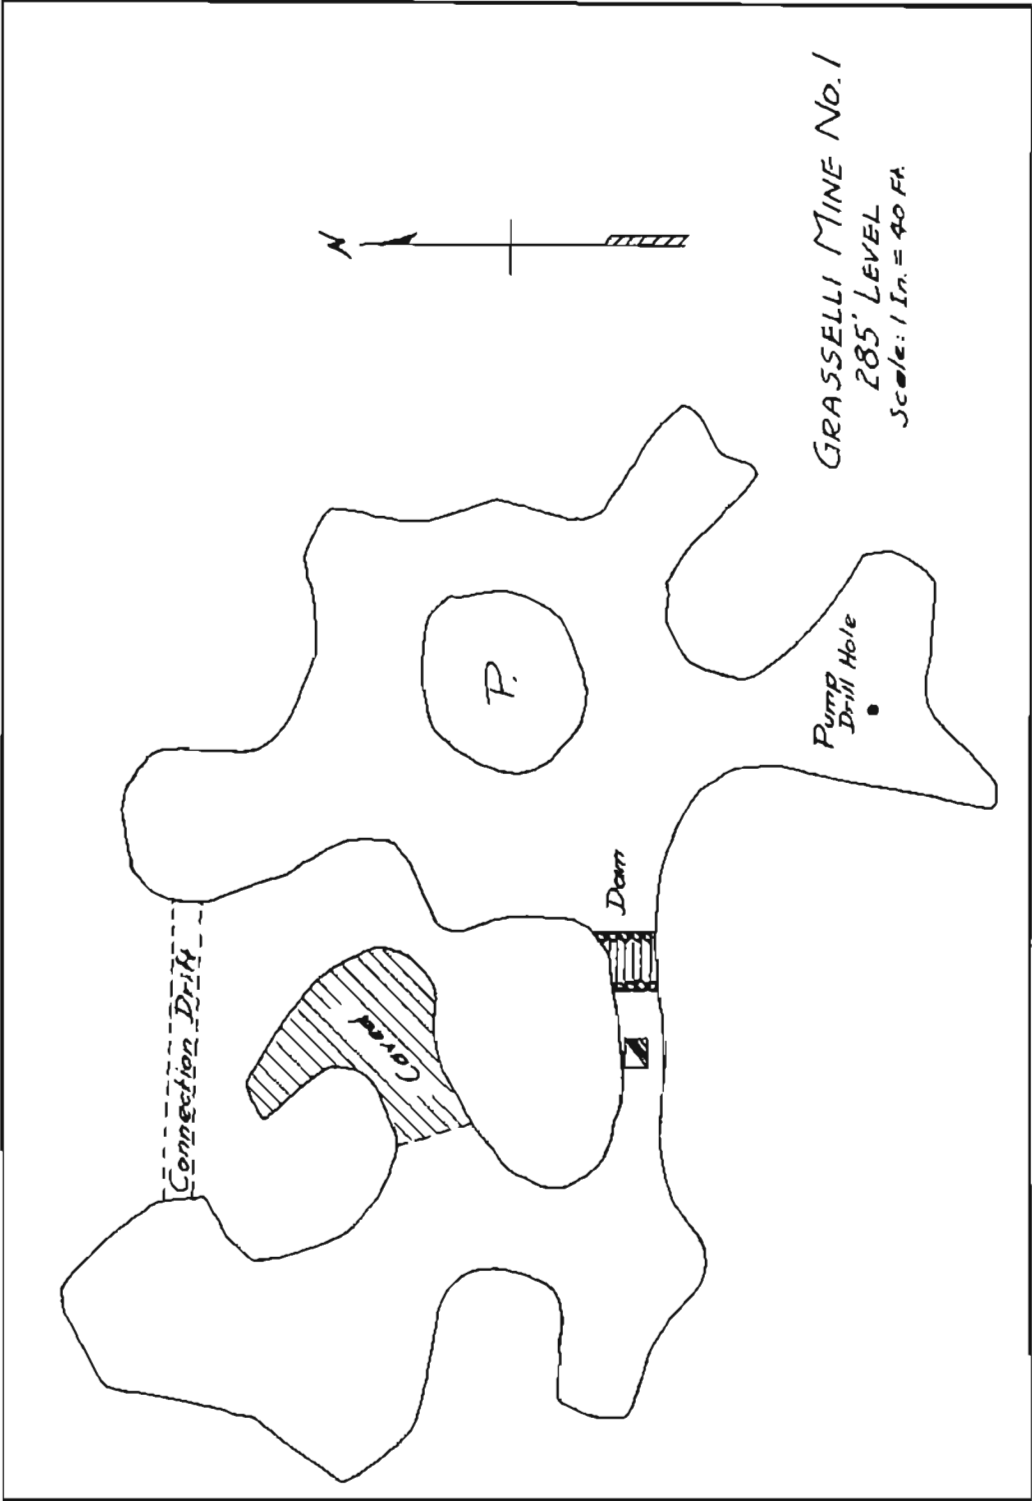 N
GRASSELLI MINE No. 1
285' LEVEL
Scale: 1 In. = 40 Ft.
Connection Drift
Caved
P.
Dam
Pump
Drill Hole